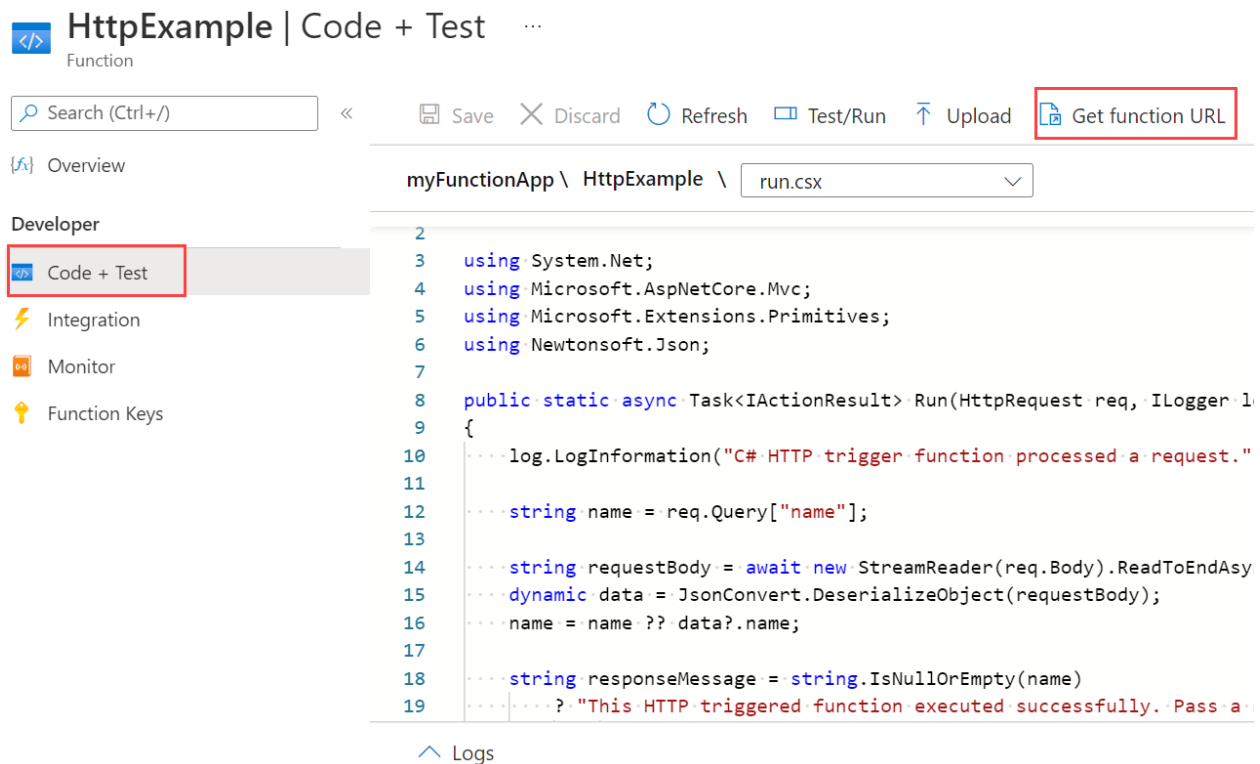 HttpExample | Code + Test ...
Function
Search (Ctrl+/)
«
Save Discard Refresh Test/Run Upload Get function URL
Overview
myFunctionApp \ HttpExample \ run.csx
Developer
Code + Test
Integration
Monitor
Function Keys
2
3 using System.Net;
4 using Microsoft.AspNetCore.Mvc;
5 using Microsoft.Extensions.Primitives;
6 using Newtonsoft.Json;
7
8 public static async Task<IActionResult> Run(HttpRequest req, ILogger l
9 {
10 log.LogInformation("C# HTTP trigger function processed a request."
11
12 string name = req.Query["name"];
13
14 string requestBody = await new StreamReader(req.Body).ReadToEndAsy
15 dynamic data = JsonConvert.DeserializeObject(requestBody);
16 name = name ?? data?.name;
17
18 string responseMessage = string.IsNullOrEmpty(name)
19 ? "This HTTP triggered function executed successfully. Pass a
Logs